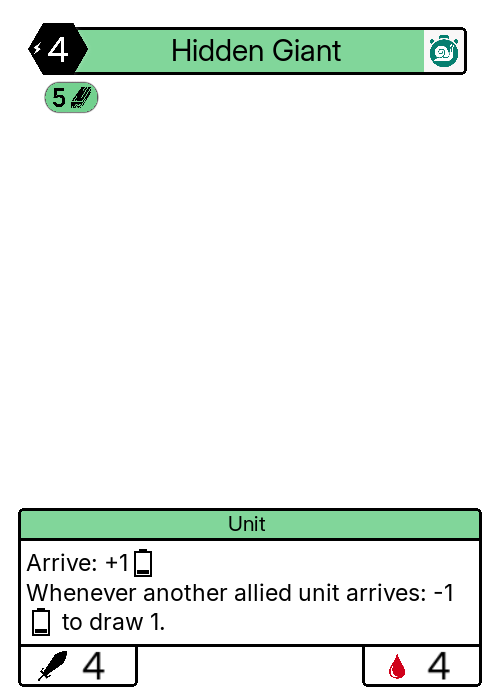 4
Hidden Giant
5
Unit
Arrive: +1
Whenever another allied unit arrives: -1
to draw 1.
4
4